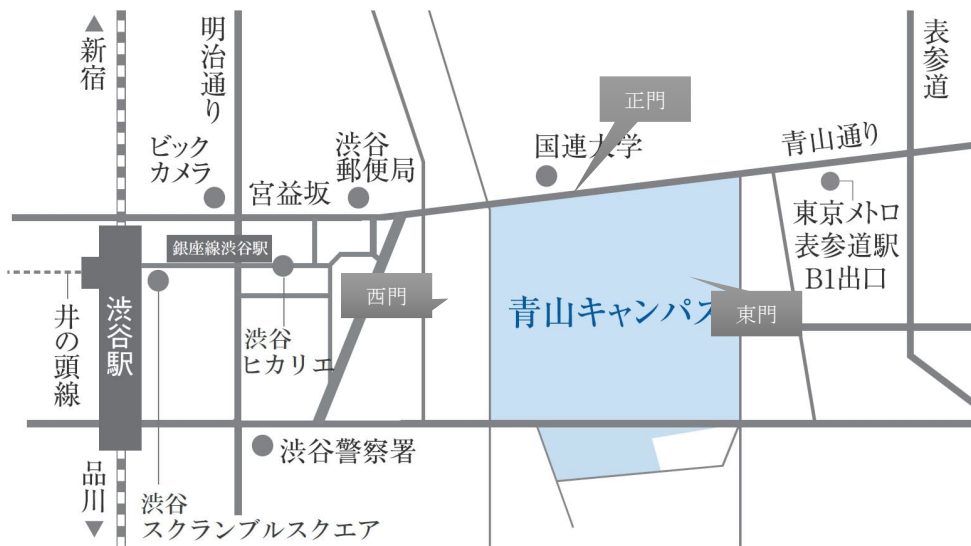 ▲
新宿
明治通り
表参道
正門
ビック
カメラ
渋谷
郵便局
国連大学
青山通り
宮益坂
東京メトロ
表参道駅
B1出口
銀座線渋谷駅
西門
青山キャンパス
東門
渋谷駅
井の頭線
渋谷
ヒカリエ
渋谷警察署
品川
▼
渋谷
スクランブルスクエア